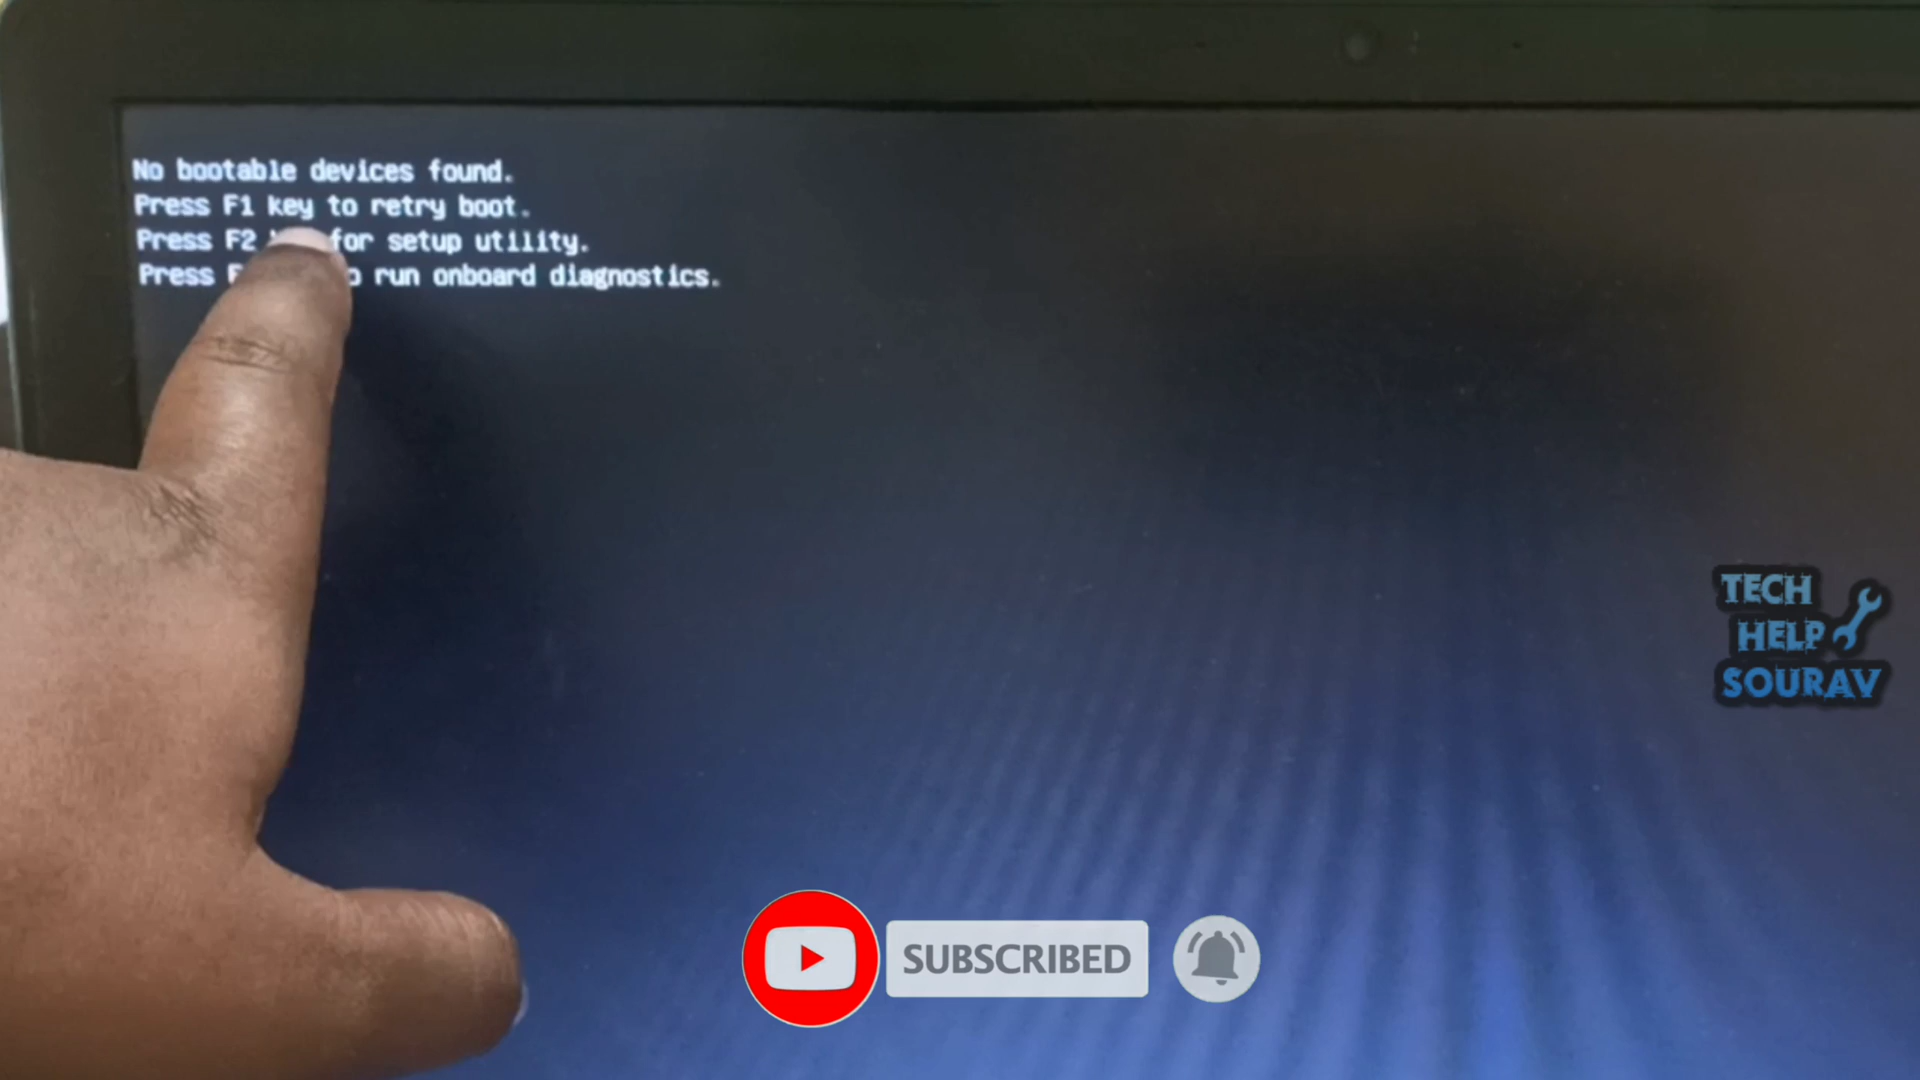 No bootable devices found.
Press F1 key to retry boot.
Press F2 for setup utility.
Press run onboard diagnostics.
TECH
HELP
SOURAV
SUBSCRIBED